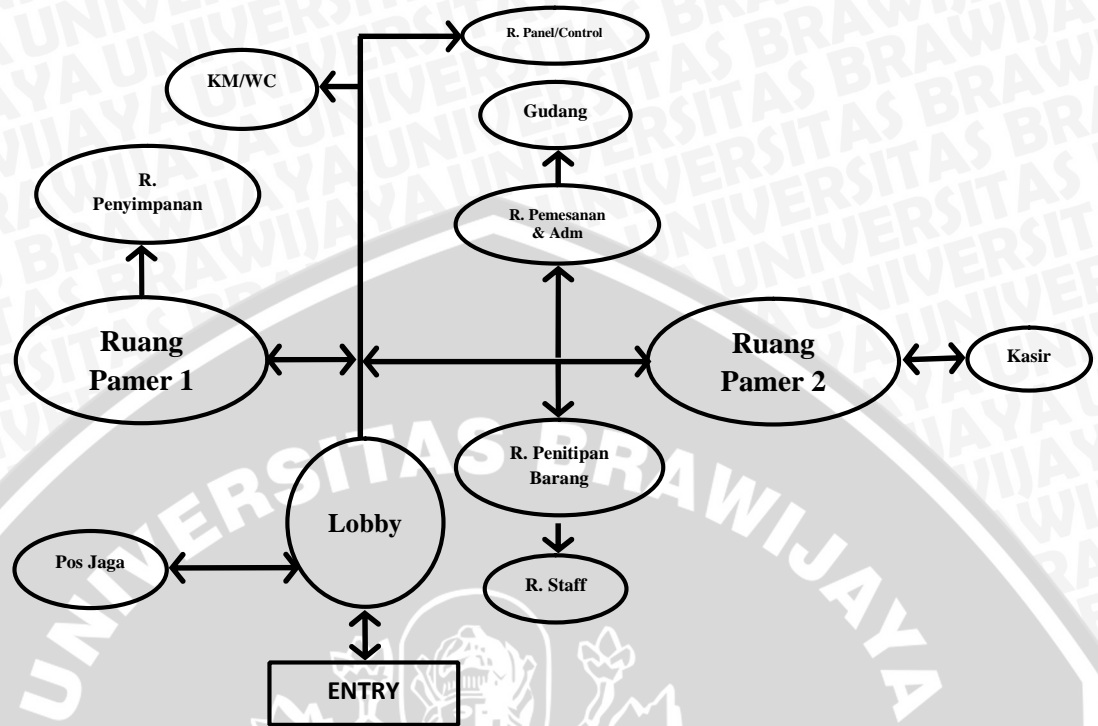 R. Panel/Control
KM/WC
Gudang
R.
Penyimpanan
R. Pemesanan
& Adm
Ruang
Pamer 1
Ruang
Pamer 2
Kasir
R. Penitipan
Barang
Lobby
Pos Jaga
R. Staff
ENTRY
UNIVERSITAS BRAWIJAYA